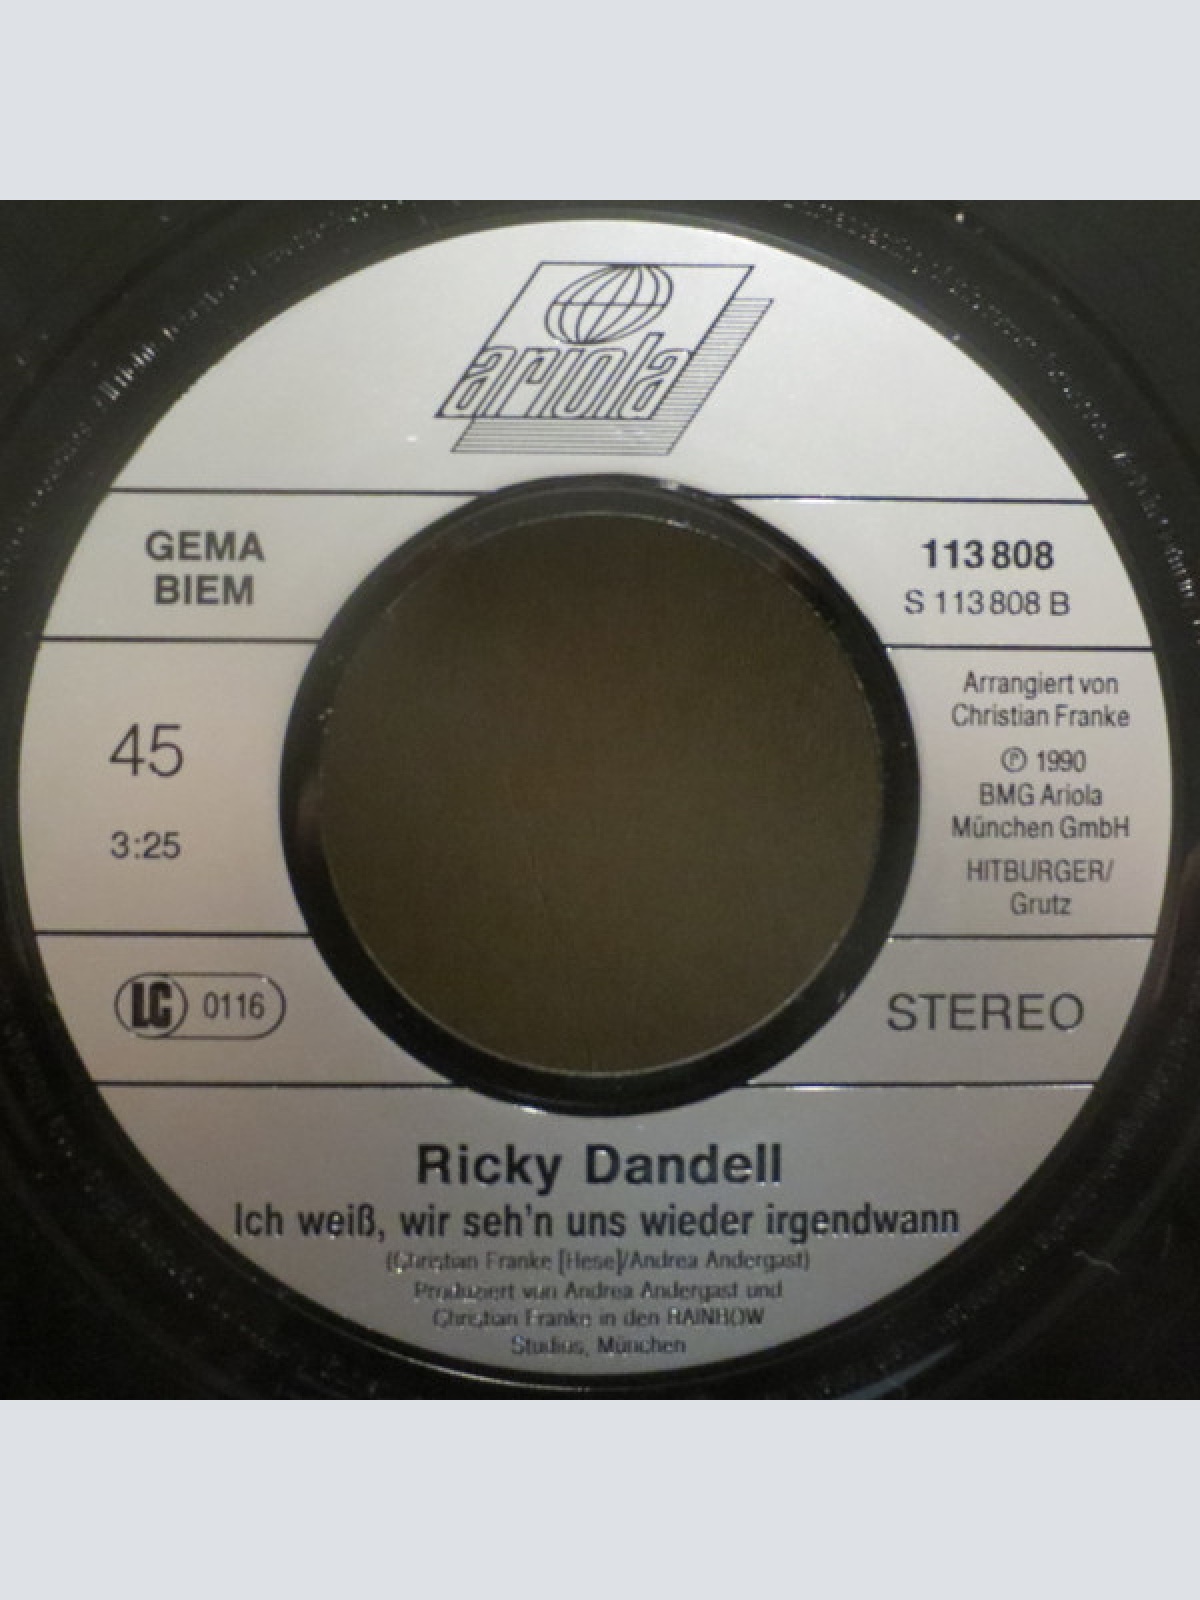 ariola
GEMA
BIEM
113 808
S 113 808 B
45
3:25
Arrangiert von
Christian Franke
℗ 1990
BMG Ariola
München GmbH
HITBURGER/
Grutz
LC 0116
STEREO
Ricky Dandell
Ich weiß, wir seh'n uns wieder irgendwann
(Christian Franke [Hese]/Andrea Andergast)
Produziert von Andrea Andergast und
Christian Franke in den RAINBOW
Studios, München